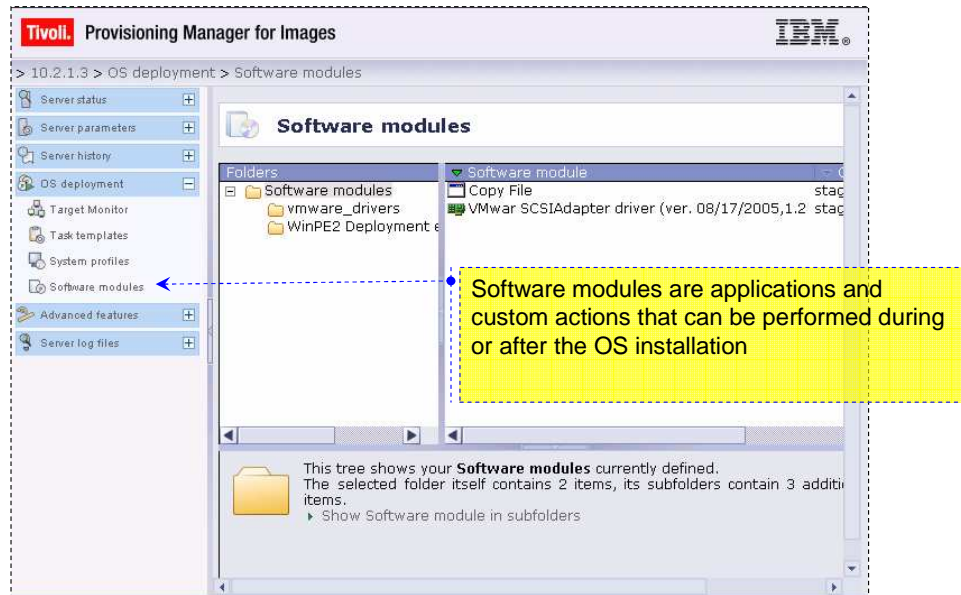 Tivoli. Provisioning Manager for Images
IBM®
> 10.2.1.3 > OS deployment > Software modules
Server status
Server parameters
Server history
OS deployment
Target Monitor
Task templates
System profiles
Software modules
Advanced features
Server log files
Software modules
Folders
Software modules
vmware_drivers
WinPE2 Deployment e
Software module
Copy File stag
VMwar SCSIAdapter driver (ver. 08/17/2005,1.2 stag
Software modules are applications and
custom actions that can be performed during
or after the OS installation
This tree shows your Software modules currently defined.
The selected folder itself contains 2 items, its subfolders contain 3 additi
items.
Show Software module in subfolders